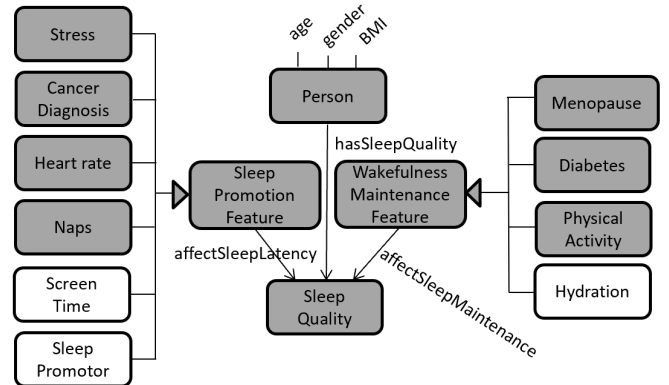 Stress
Cancer
Diagnosis
Heart rate
Naps
Screen
Time
Sleep
Promotor
age
gender
BMI
Person
hasSleepQuality
Sleep
Promotion
Feature
Wakefulness
Maintenance
Feature
affectSleepLatency
affectSleepMaintenance
Sleep
Quality
Menopause
Diabetes
Physical
Activity
Hydration